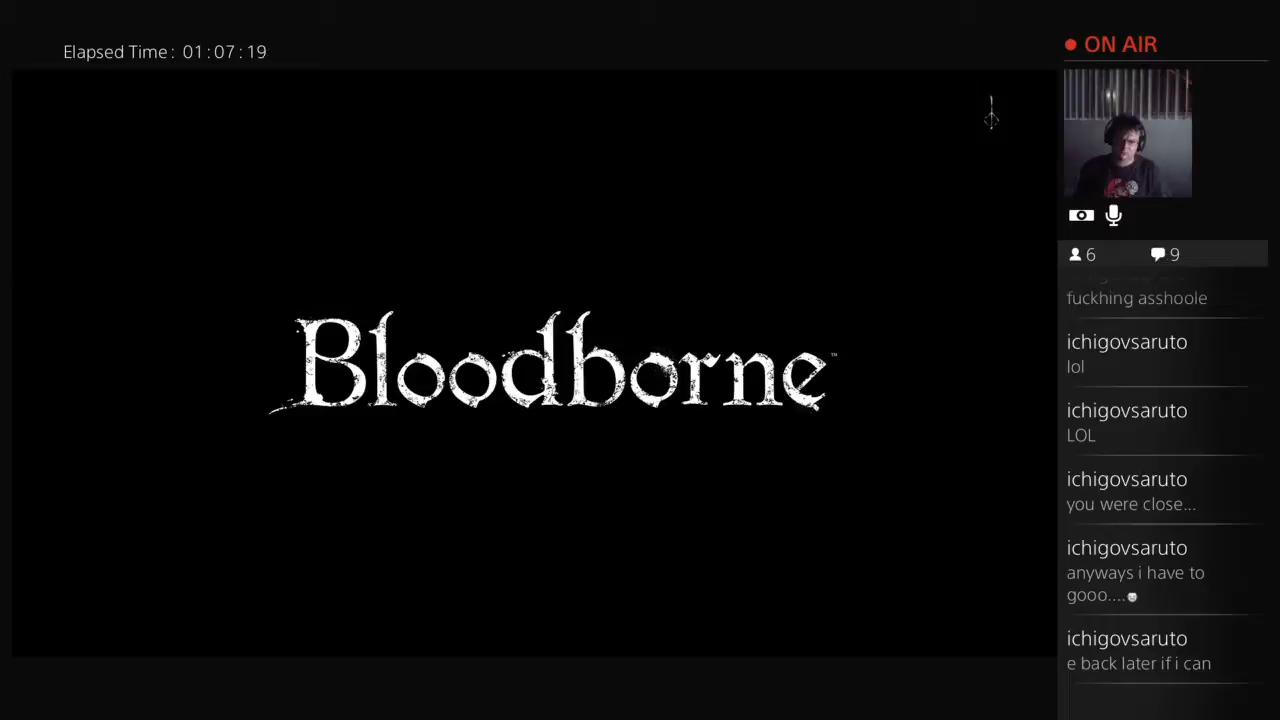 Elapsed Time: 01:07:19
ON AIR
6 9
fuckhing asshoole
ichigovsaruto
lol
ichigovsaruto
LOL
ichigovsaruto
you were close...
ichigovsaruto
anyways i have to
gooo....
ichigovsaruto
e back later if i can
Bloodborne™